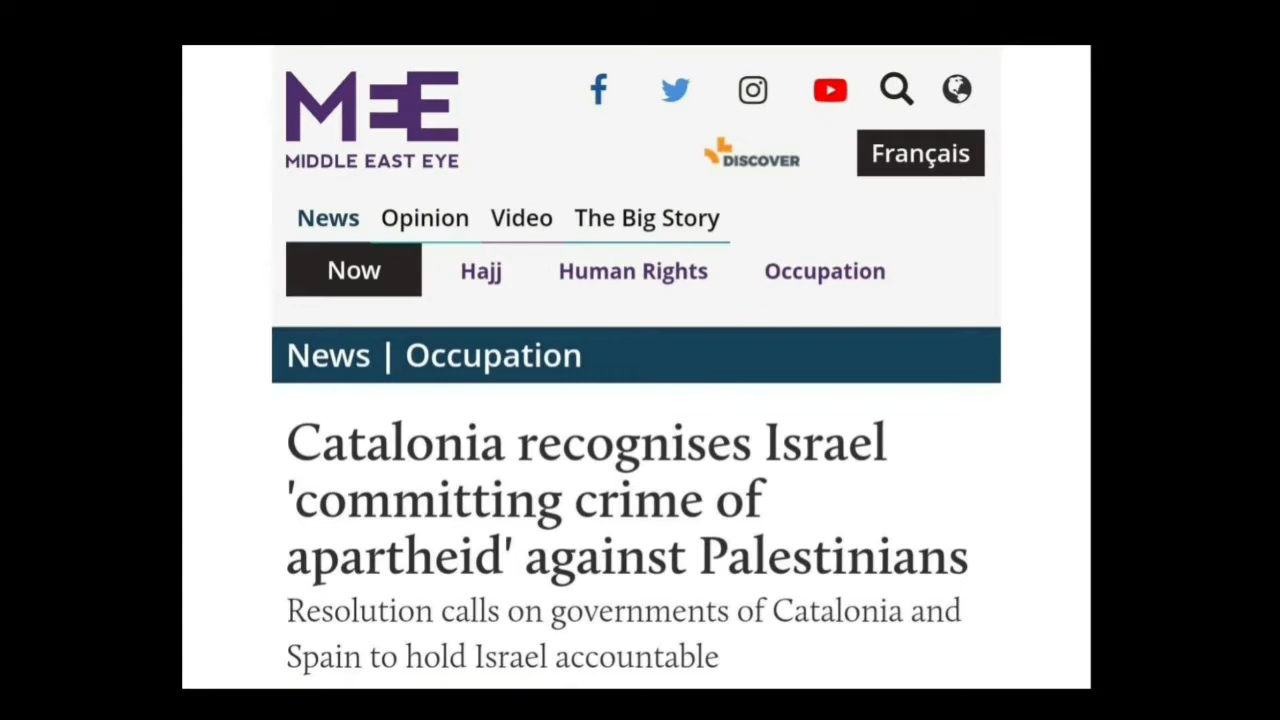 MEE
MIDDLE EAST EYE
DISCOVER
Français
News Opinion Video The Big Story
Now Hajj Human Rights Occupation
News | Occupation
Catalonia recognises Israel
'committing crime of
apartheid' against Palestinians
Resolution calls on governments of Catalonia and
Spain to hold Israel accountable